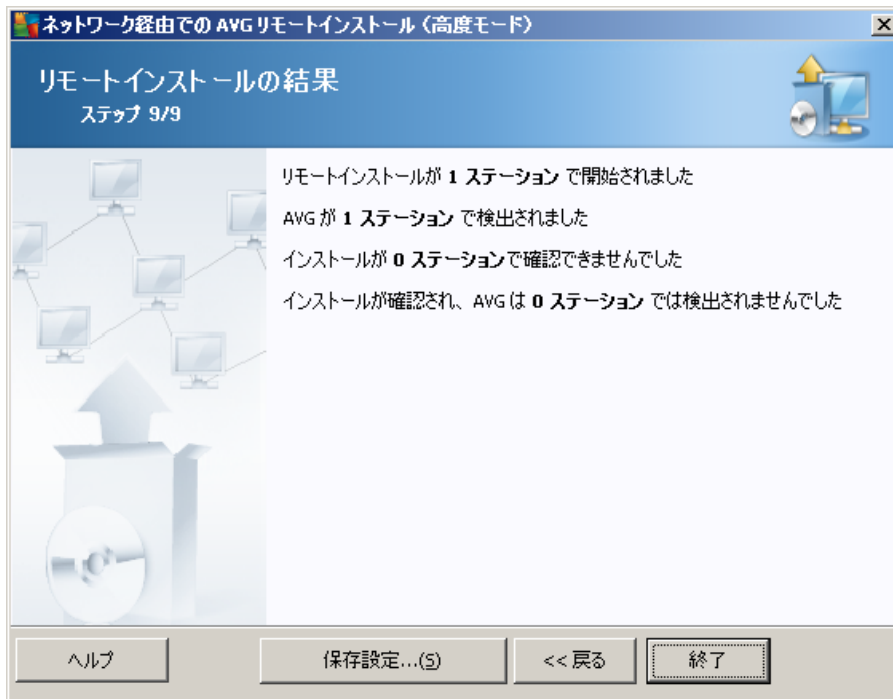 ネットワーク経由での AVG リモートインストール (高度モード)
リモートインストールの結果
ステップ 9/9
リモートインストールが 1 ステーション で開始されました
AVG が 1 ステーション で検出されました
インストールが 0 ステーションで確認できませんでした
インストールが確認され、AVG は 0 ステーション では検出されませんでした
ヘルプ
保存設定...(S)
<< 戻る
終了